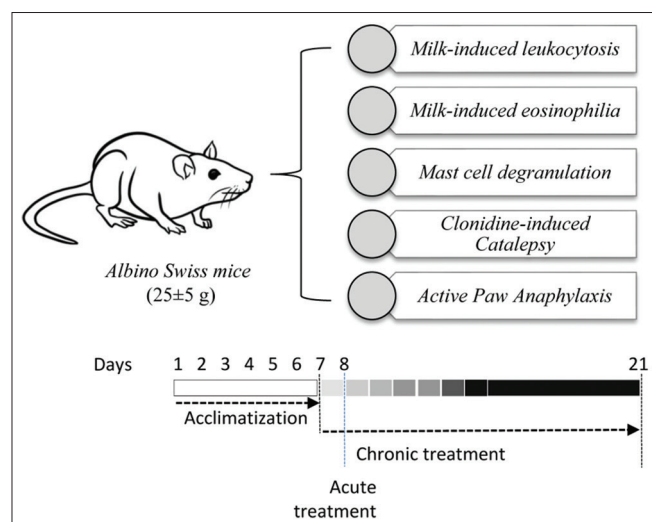 Milk-induced leukocytosis
Milk-induced eosinophilia
Mast cell degranulation
Clonidine-induced
Catalepsy
Active Paw Anaphylaxis
Albino Swiss mice
(25±5 g)
Days 1 2 3 4 5 6 7 8 21
Acclimatization
Chronic treatment
Acute
treatment